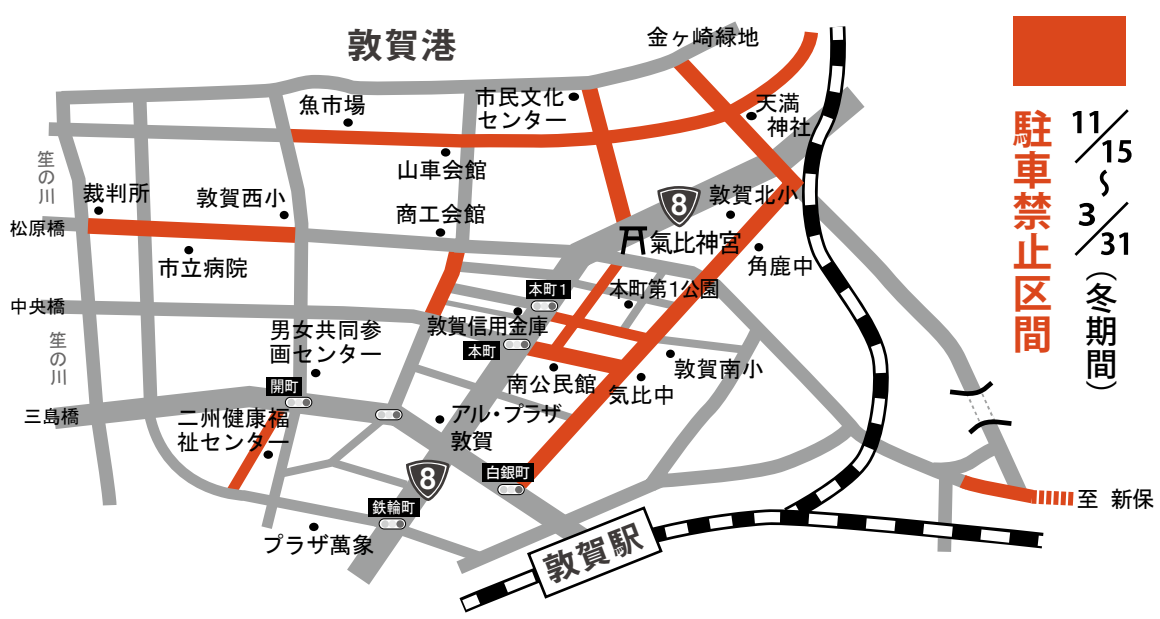 敦賀港
金ケ崎緑地
魚市場
市民文化
センター
天満
神社
山車会館
笙の川
裁判所
敦賀西小
商工会館
8
敦賀北小
松原橋
氣比神宮
市立病院
角鹿中
本町1
本町第1公園
中央橋
敦賀信用金庫
男女共同参
画センター
本町
笙の川
敦賀南小
南公民館
気比中
開町
三島橋
二州健康福
祉センター
アル・プラザ
敦賀
8
白銀町
鉄輪町
プラザ萬象
敦賀駅
至 新保
駐車禁止区間
11/15
~
3/31
(冬期間)